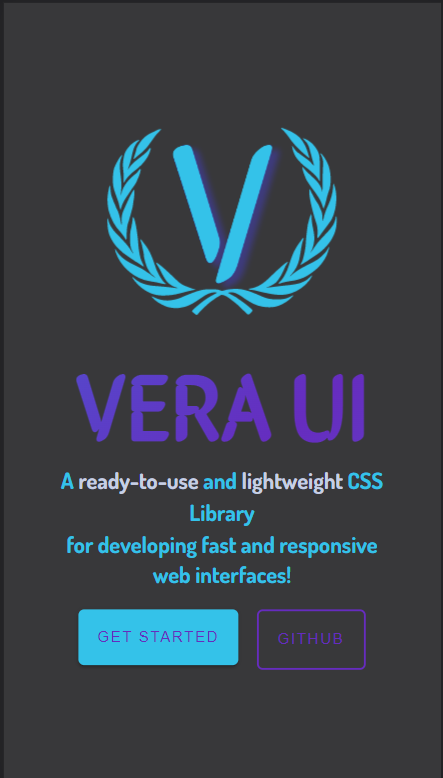 V
VERA UI
A ready-to-use and lightweight CSS
Library
for developing fast and responsive
web interfaces!
GET STARTED
GITHUB